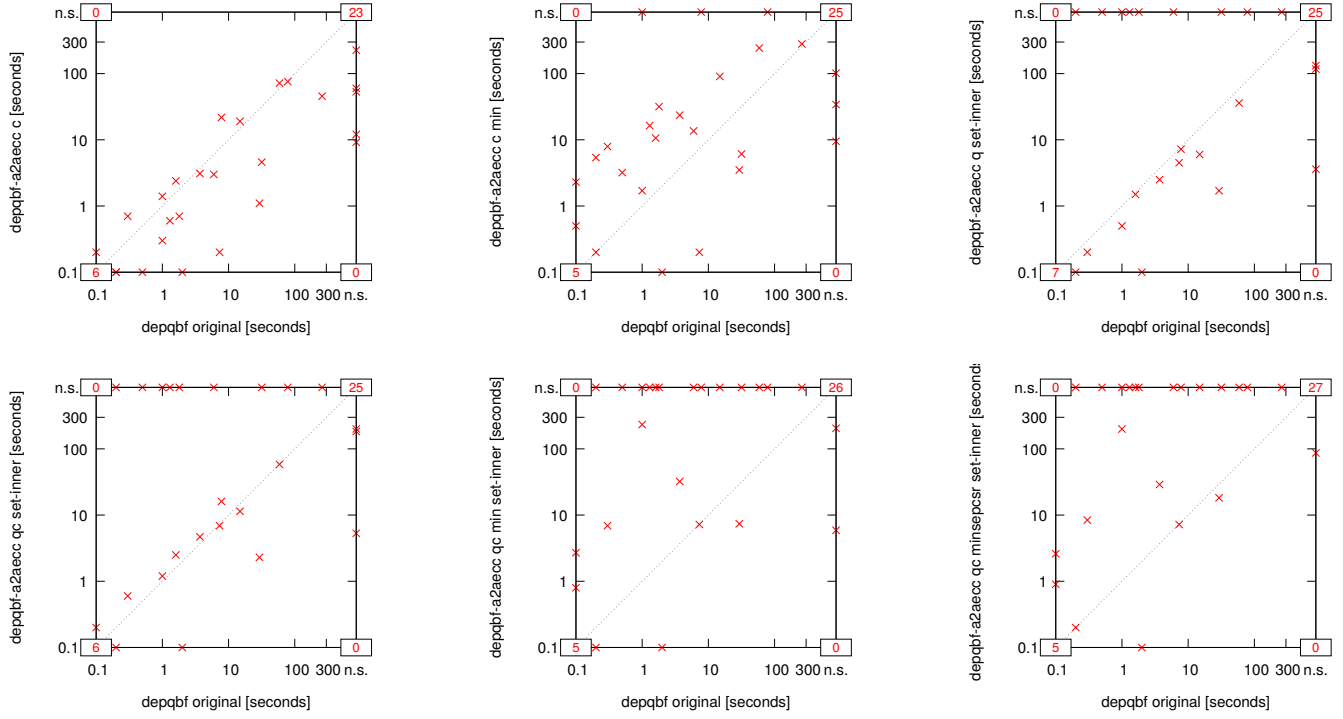 n.s. 0 23
300
100
10
1
0.1 6 0
0.1 1 10 100 300 n.s.
depqbf-a2aecc c [seconds]
depqbf original [seconds]
n.s. 0 25
300
100
10
1
0.1 5 0
0.1 1 10 100 300 n.s.
depqbf-a2aecc c min [seconds]
depqbf original [seconds]
n.s. 0 25
300
100
10
1
0.1 7 0
0.1 1 10 100 300 n.s.
depqbf-a2aecc q set-inner [seconds]
depqbf original [seconds]
n.s. 0 25
300
100
10
1
0.1 6 0
0.1 1 10 100 300 n.s.
depqbf-a2aecc qc set-inner [seconds]
depqbf original [seconds]
n.s. 0 26
300
100
10
1
0.1 5 0
0.1 1 10 100 300 n.s.
depqbf-a2aecc qc min set-inner [seconds]
depqbf original [seconds]
n.s. 0 27
300
100
10
1
0.1 5 0
0.1 1 10 100 300 n.s.
depqbf-a2aecc qc minsepcsr set-inner [second
depqbf original [seconds]